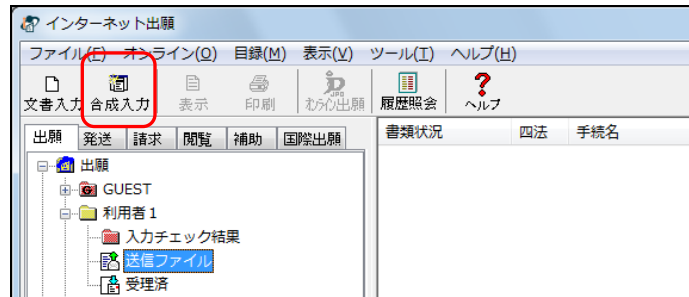 インターネット出願
ファイル(F) オンライン(O) 目録(M) 表示(V) ツール(T) ヘルプ(H)
文書入力 合成入力 表示 印刷 オンライン出願 履歴照会 ヘルプ
出願 発送 請求 閲覧 補助 国際出願
書類状況 四法 手続名
出願
GUEST
利用者1
入力チェック結果
送信ファイル
受理済